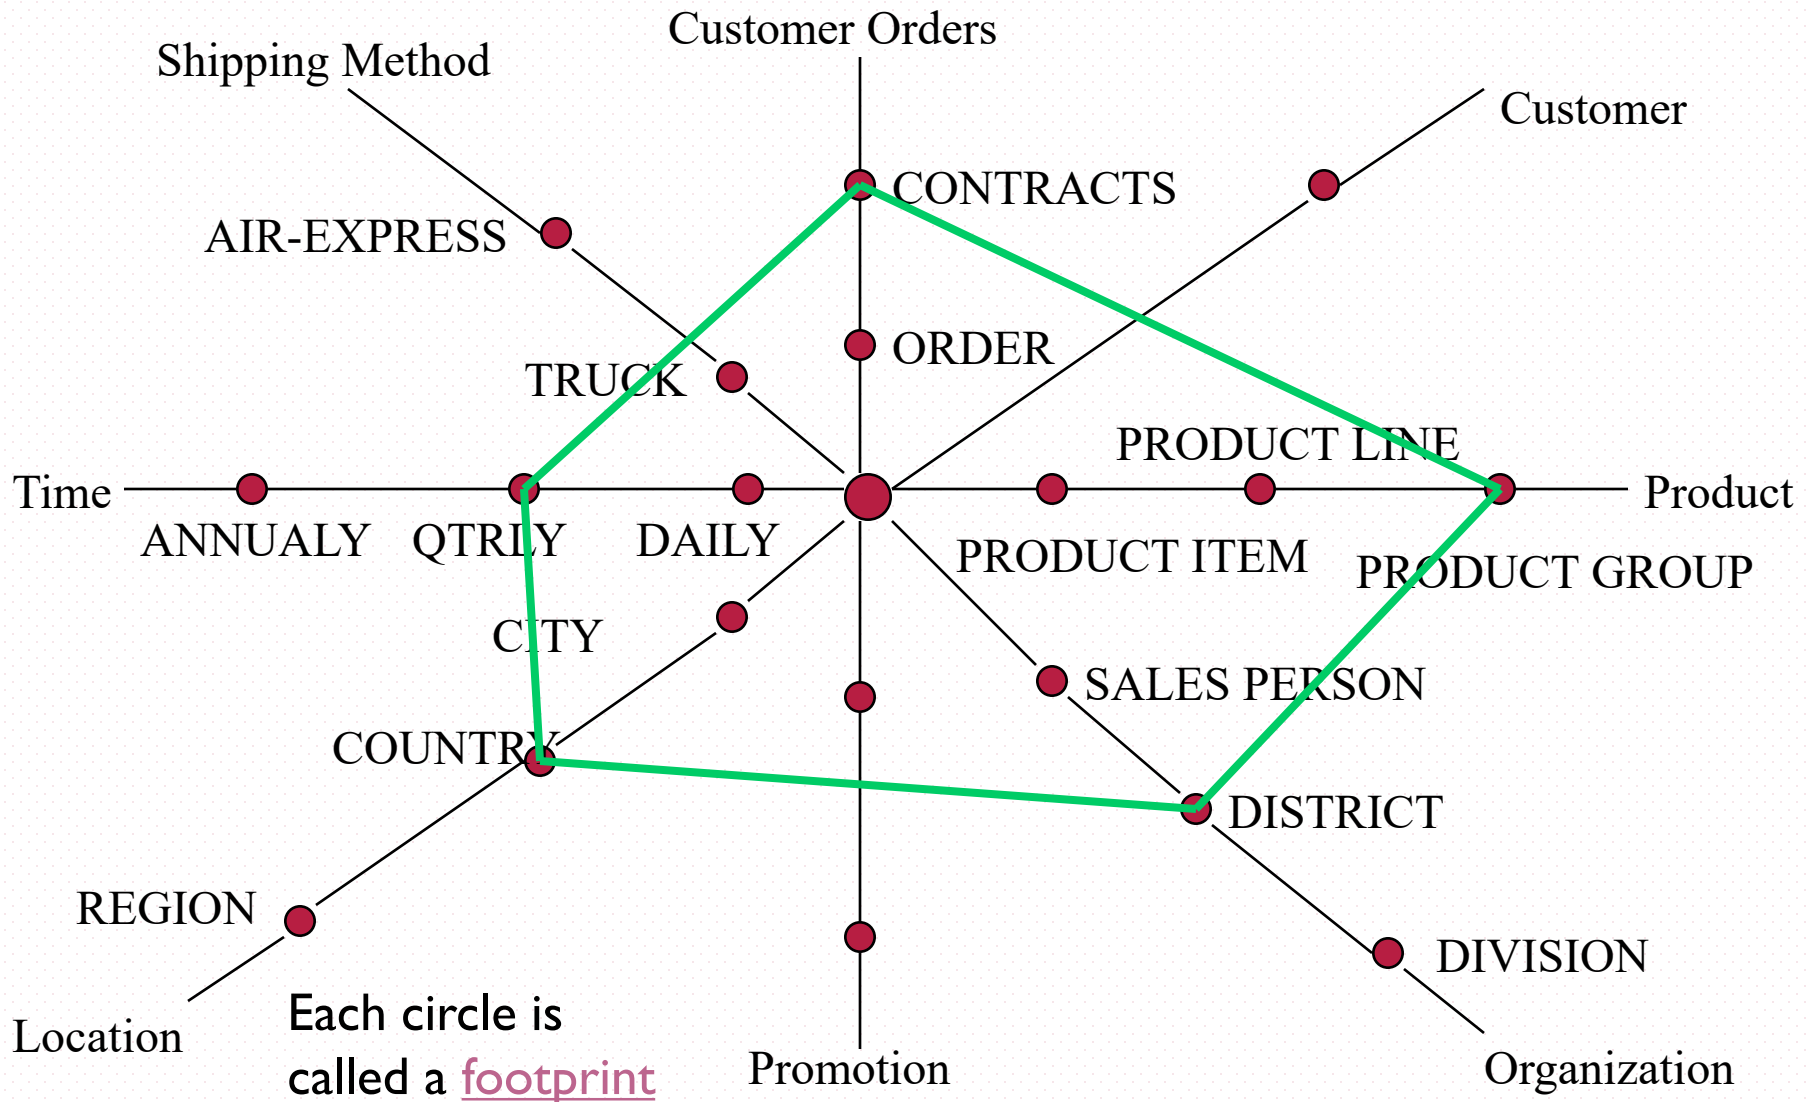 Customer Orders
Shipping Method
Customer
CONTRACTS
AIR-EXPRESS
ORDER
TRUCK
PRODUCT LINE
Time
Product
ANNUALY
QTRLY
DAILY
PRODUCT ITEM
PRODUCT GROUP
CITY
SALES PERSON
COUNTRY
DISTRICT
REGION
DIVISION
Each circle is
called a footprint
Location
Promotion
Organization